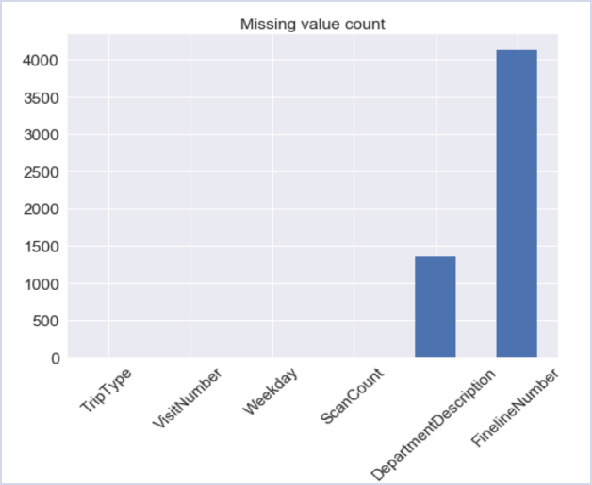 Missing value count
4000
3500
3000
2500
2000
1500
1000
500
0
TripType
VisitNumber
Weekday
ScanCount
DepartmentDescription
FinelineNumber